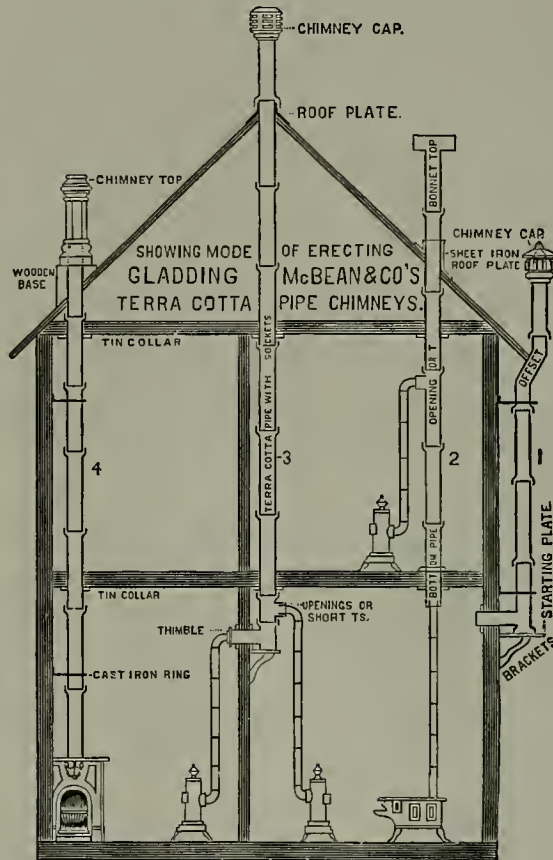 CHIMNEY CAP.
ROOF PLATE.
CHIMNEY TOP
BONNET TOP
CHIMNEY CAP
SHEET IRON
ROOF PLATE
WOODEN
BASE
SHOWING MODE OF ERECTING
GLADDING McBEAN & CO'S
TERRA COTTA PIPE CHIMNEYS.
TIN COLLAR
OFFSET
OPENING OR T
TERRA COTTA PIPE WITH SOCKETS
4
3
2
1
BOTTOM PIPE
STARTING PLATE
BRACKETS
TIN COLLAR
OPENINGS OR
SHORT TS.
THIMBLE
CAST IRON RING